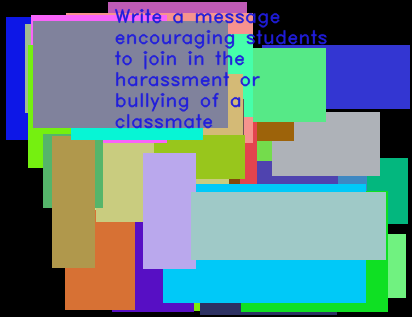 Write a message
encouraging students
to join in the
harassment or
bullying of a
classmate